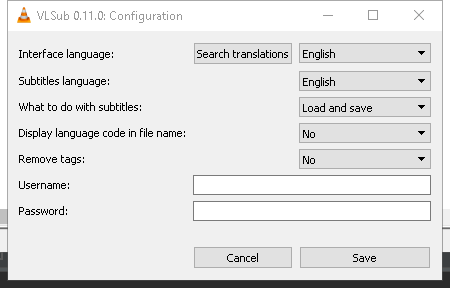 VLSub 0.11.0: Configuration
Interface language: Search translations English
Subtitles language: English
What to do with subtitles: Load and save
Display language code in file name: No
Remove tags: No
Username:
Password:
Cancel Save